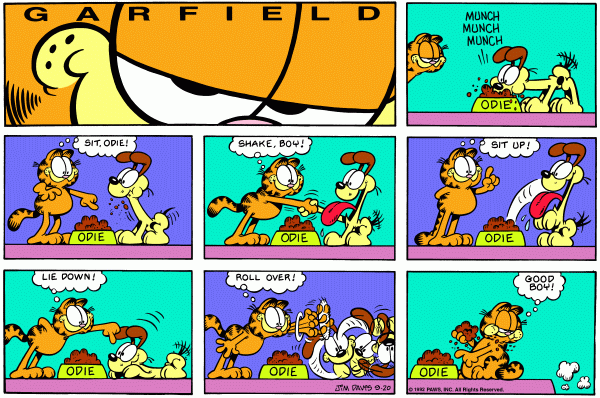 GARFIELD
MUNCH
MUNCH
MUNCH
ODIE
SIT, ODIE!
ODIE
SHAKE, BOY!
ODIE
SIT UP!
ODIE
LIE DOWN!
ODIE
ROLL OVER!
ODIE
JIM DAVIS 9-20
GOOD
BOY!
ODIE
© 1992 PAWS, INC. All Rights Reserved.